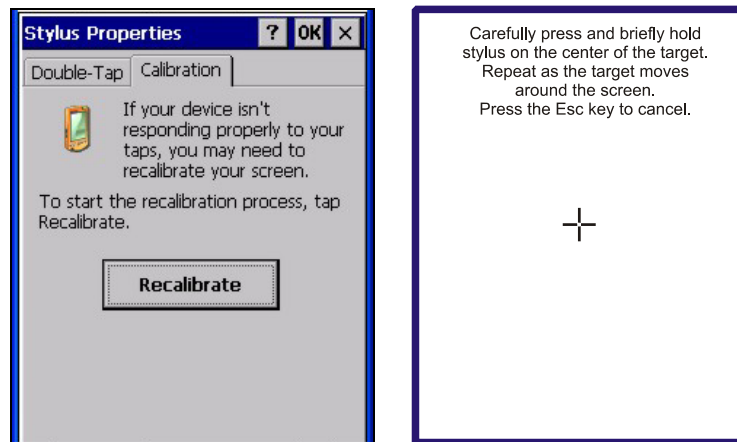 Stylus Properties ? OK ×
Double-Tap Calibration
If your device isn't
responding properly to your
taps, you may need to
recalibrate your screen.
To start the recalibration process, tap
Recalibrate.
Recalibrate
Carefully press and briefly hold
stylus on the center of the target.
Repeat as the target moves
around the screen.
Press the Esc key to cancel.